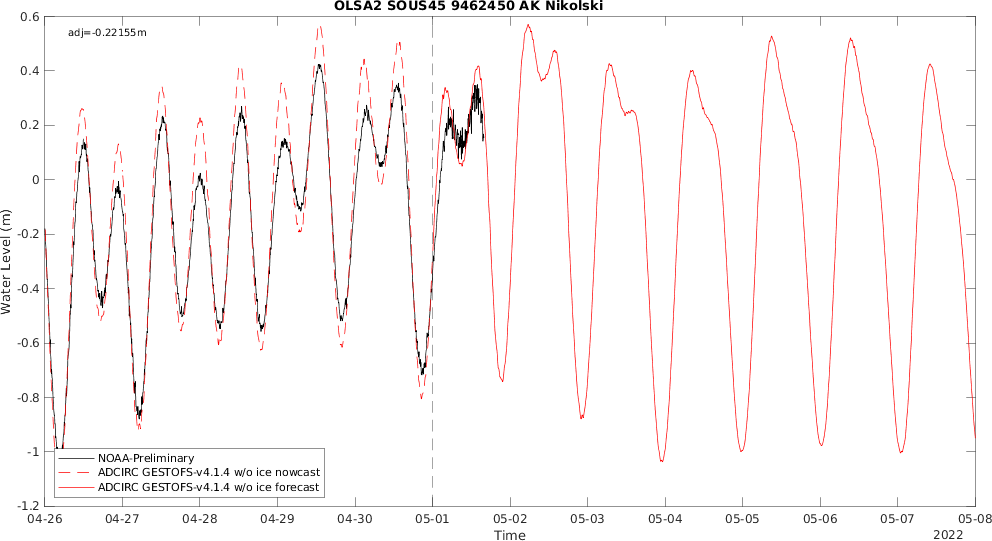 OLSA2 SOUS45 9462450 AK Nikolski
adj=-0.22155m
0.6
0.4
0.2
0
-0.2
-0.4
-0.6
-0.8
-1
-1.2
Water Level (m)
NOAA-Preliminary
ADCIRC GESTOFS-v4.1.4 w/o ice nowcast
ADCIRC GESTOFS-v4.1.4 w/o ice forecast
04-26 04-27 04-28 04-29 04-30 05-01 05-02 05-03 05-04 05-05 05-06 05-07 05-08
Time
2022